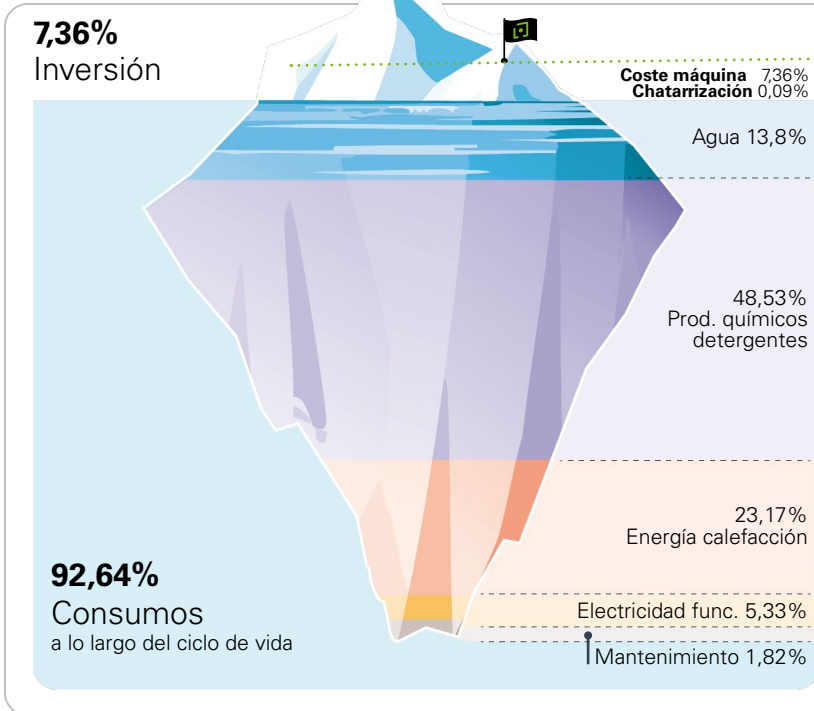 7,36%
Inversión
Coste máquina 7,36%
Chatarrización 0,09%
Agua 13,8%
48,53%
Prod. químicos
detergentes
23,17%
Energía calefacción
92,64%
Consumos
a lo largo del ciclo de vida
Electricidad func. 5,33%
Mantenimiento 1,82%